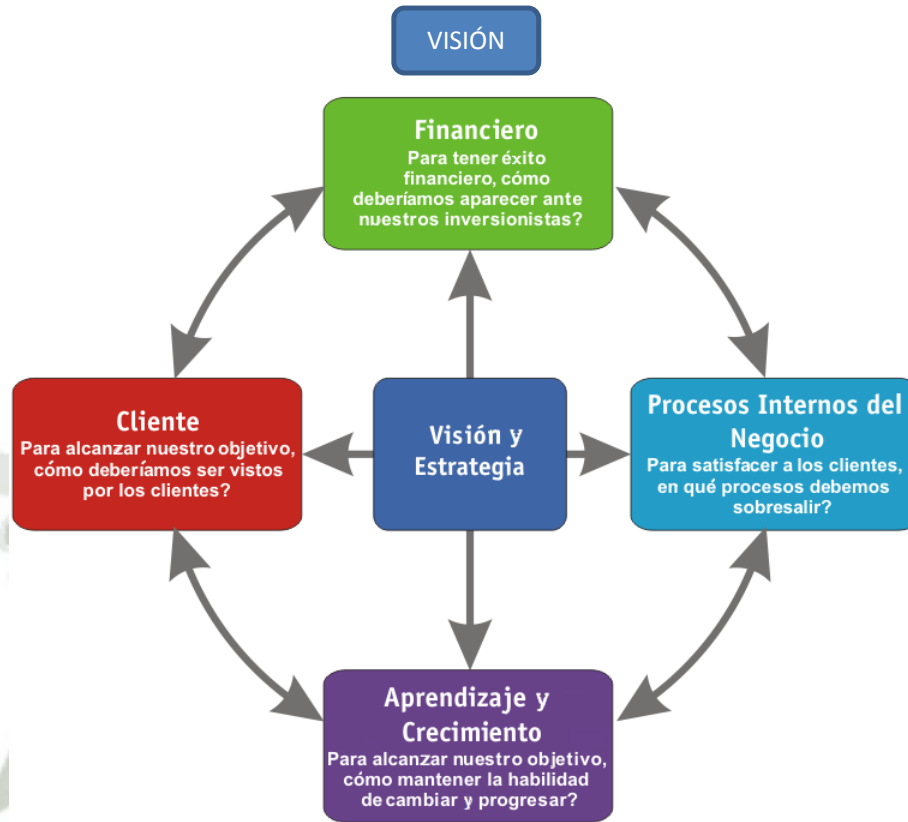 VISIÓN
Financiero
Para tener éxito
financiero, cómo
deberíamos aparecer ante
nuestros inversionistas?
Cliente
Para alcanzar nuestro objetivo,
cómo deberíamos ser vistos
por los clientes?
Visión y
Estrategia
Procesos Internos del
Negocio
Para satisfacer a los clientes,
en qué procesos debemos
sobresalir?
Aprendizaje y
Crecimiento
Para alcanzar nuestro objetivo,
cómo mantener la habilidad
de cambiar y progresar?